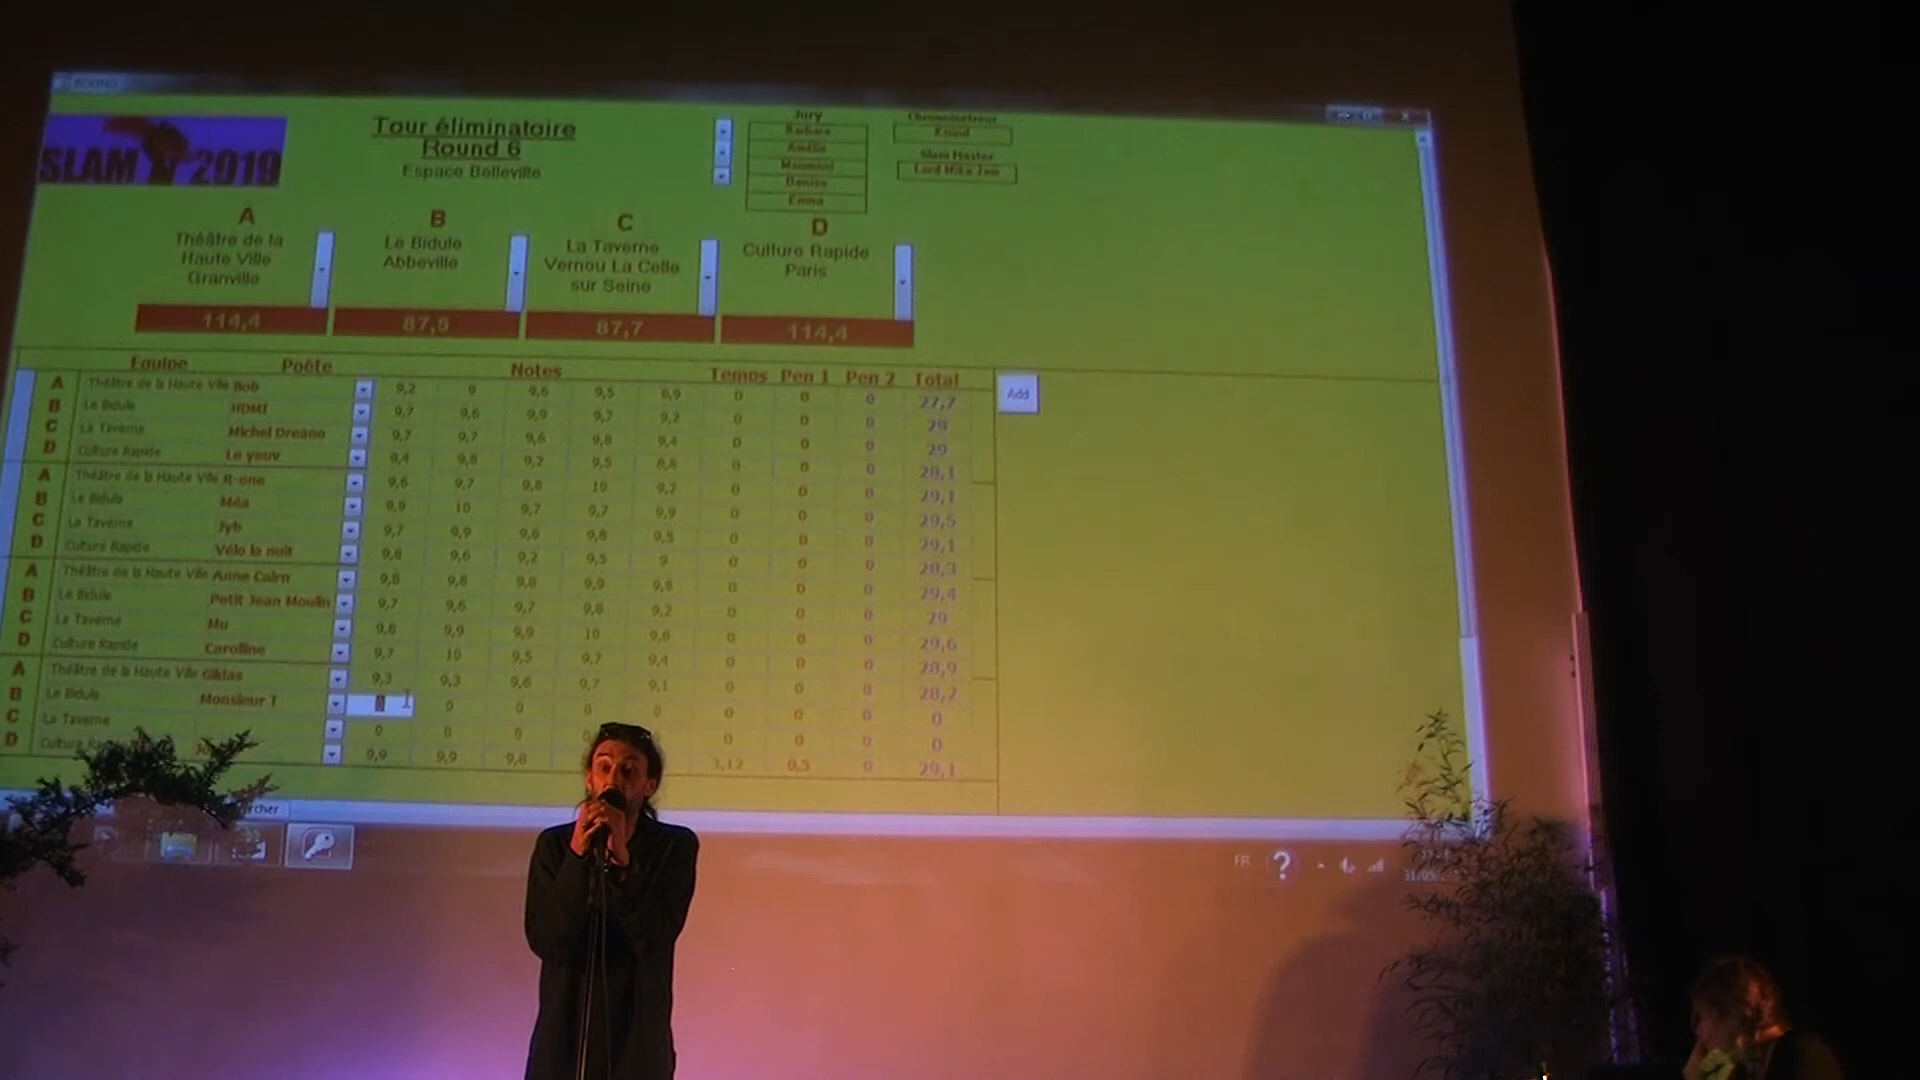 ROUND
SLAM 2019
Tour éliminatoire
Round 6
Espace Belleville
Jury
Barbara
Amélie
Denise
Emma
Chronométreur
Slam Master
Lord Mike Jam
A
Théâtre de la
Haute Ville
Granville
114,4
B
Le Bidule
Abbeville
87,5
C
La Taverne
Vernou La Celle
sur Seine
87,7
D
Culture Rapide
Paris
114,4
Equipe Poète Notes Temps Pen 1 Pen 2 Total
A Théâtre de la Haute Ville Bob 9,2 9 9,6 9,5 8,9 0 0 0 27,7
B Le Bidule HDMI 9,7 9,6 9,9 9,7 9,2 0 0 0 29
C La Taverne Michel Dreano 9,7 9,7 9,6 9,8 9,4 0 0 0 29
D Culture Rapide Le yeuv 9,4 9,8 9,2 9,5 8,8 0 0 0 28,1
A Théâtre de la Haute Ville R-one 9,6 9,7 9,8 10 9,2 0 0 0 29,1
B Le Bidule Méa 9,9 10 9,7 9,7 9,9 0 0 0 29,5
C La Taverne Jyb 9,7 9,9 9,6 9,8 9,5 0 0 0 29,1
D Culture Rapide Vélo la nuit 9,8 9,6 9,2 9,5 9 0 0 0 28,3
A Théâtre de la Haute Ville Anne Cairn 9,8 9,8 9,8 9,9 9,8 0 0 0 29,4
B Le Bidule Petit Jean Moulin 9,7 9,6 9,7 9,8 9,2 0 0 0 29
C La Taverne Mu 9,8 9,9 9,9 10 9,8 0 0 0 29,6
D Culture Rapide Caroline 9,7 10 9,5 9,7 9,4 0 0 0 28,9
A Théâtre de la Haute Ville Gildas 9,3 9,3 9,6 9,7 9,1 0 0 0 28,2
B Le Bidule Monsieur T 0 0 0 0 0 0 0 0 0
C La Taverne 0 0 0 0 0 0 0 0
D Culture 9,9 9,9 9,8 3,12 0,5 0 29,1
Add
rcher
FR
?